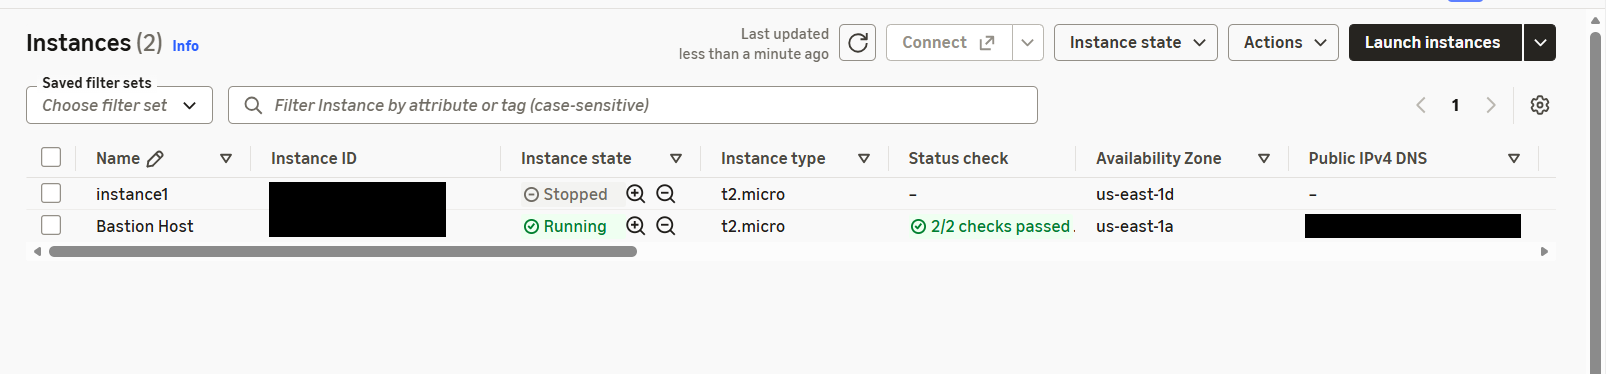 Instances (2) Info
Last updated
less than a minute ago
Connect
Instance state
Actions
Launch instances
Saved filter sets
Choose filter set
Filter Instance by attribute or tag (case-sensitive)
1
Name Instance ID Instance state Instance type Status check Availability Zone Public IPv4 DNS
instance1 Stopped t2.micro – us-east-1d –
Bastion Host Running t2.micro 2/2 checks passed . us-east-1a